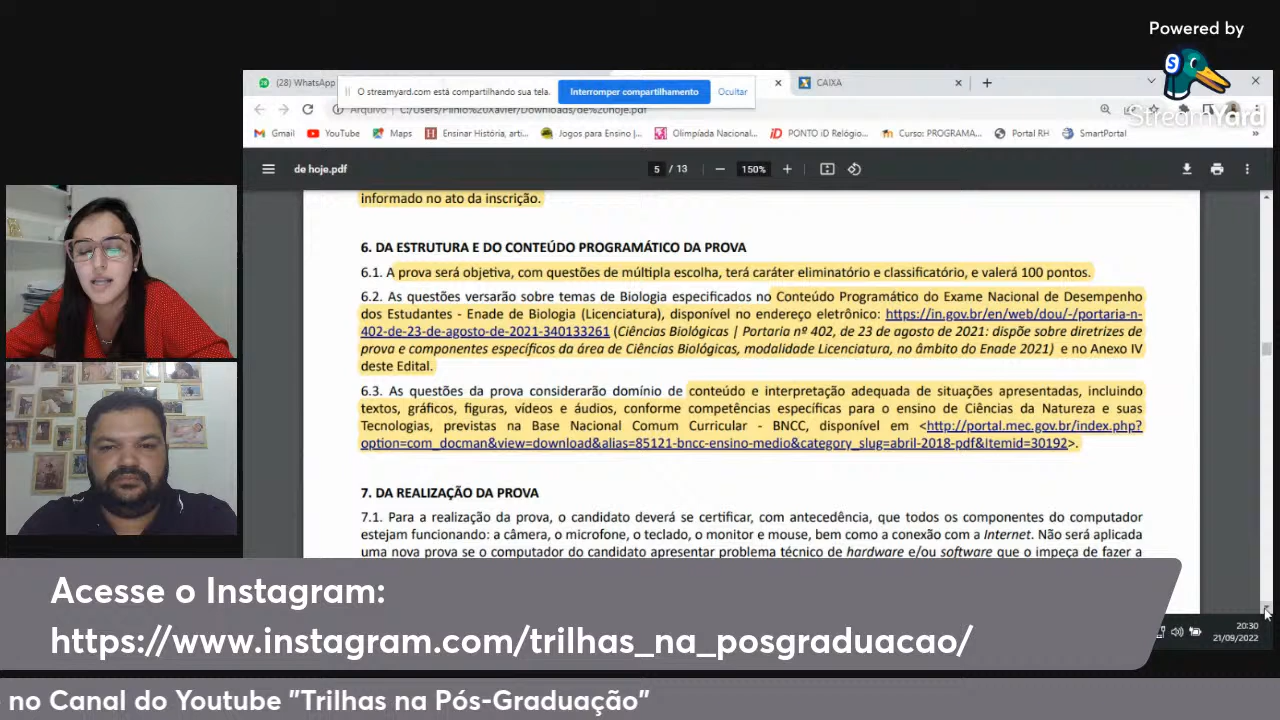 Powered by
S
StreamYard
(28) WhatsApp
O streamyard.com está compartilhando sua tela.
Interromper compartilhamento
Ocultar
CAIXA
Arquivo
C:/Users/Plinio%20Xavier/Downloads/de%20hoje.pdf
Gmail
YouTube
Maps
Ensinar História, arti...
Jogos para Ensino |...
Olimpíada Nacional...
PONTO iD Relógio...
Curso: PROGRAMA...
Portal RH
SmartPortal
de hoje.pdf
5 / 13
150%
informado no ato da inscrição.
6. DA ESTRUTURA E DO CONTEÚDO PROGRAMÁTICO DA PROVA
6.1. A prova será objetiva, com questões de múltipla escolha, terá caráter eliminatório e classificatório, e valerá 100 pontos.
6.2. As questões versarão sobre temas de Biologia especificados no Conteúdo Programático do Exame Nacional de Desempenho
dos Estudantes - Enade de Biologia (Licenciatura), disponível no endereço eletrônico: https://in.gov.br/en/web/dou/-/portaria-n-
402-de-23-de-agosto-de-2021-340133261 (Ciências Biológicas | Portaria nº 402, de 23 de agosto de 2021: dispõe sobre diretrizes de
prova e componentes específicos da área de Ciências Biológicas, modalidade Licenciatura, no âmbito do Enade 2021) e no Anexo IV
deste Edital.
6.3. As questões da prova considerarão domínio de conteúdo e interpretação adequada de situações apresentadas, incluindo
textos, gráficos, figuras, vídeos e áudios, conforme competências específicas para o ensino de Ciências da Natureza e suas
Tecnologias, previstas na Base Nacional Comum Curricular - BNCC, disponível em <http://portal.mec.gov.br/index.php?
option=com_docman&view=download&alias=85121-bncc-ensino-medio&category_slug=abril-2018-pdf&Itemid=30192>.
7. DA REALIZAÇÃO DA PROVA
7.1. Para a realização da prova, o candidato deverá se certificar, com antecedência, que todos os componentes do computador
estejam funcionando: a câmera, o microfone, o teclado, o monitor e mouse, bem como a conexão com a Internet. Não será aplicada
uma nova prova se o computador do candidato apresentar problema técnico de hardware e/ou software que o impeça de fazer a
20:30
21/09/2022
Acesse o Instagram:
https://www.instagram.com/trilhas_na_posgraduacao/
no Canal do Youtube "Trilhas na Pós-Graduação"